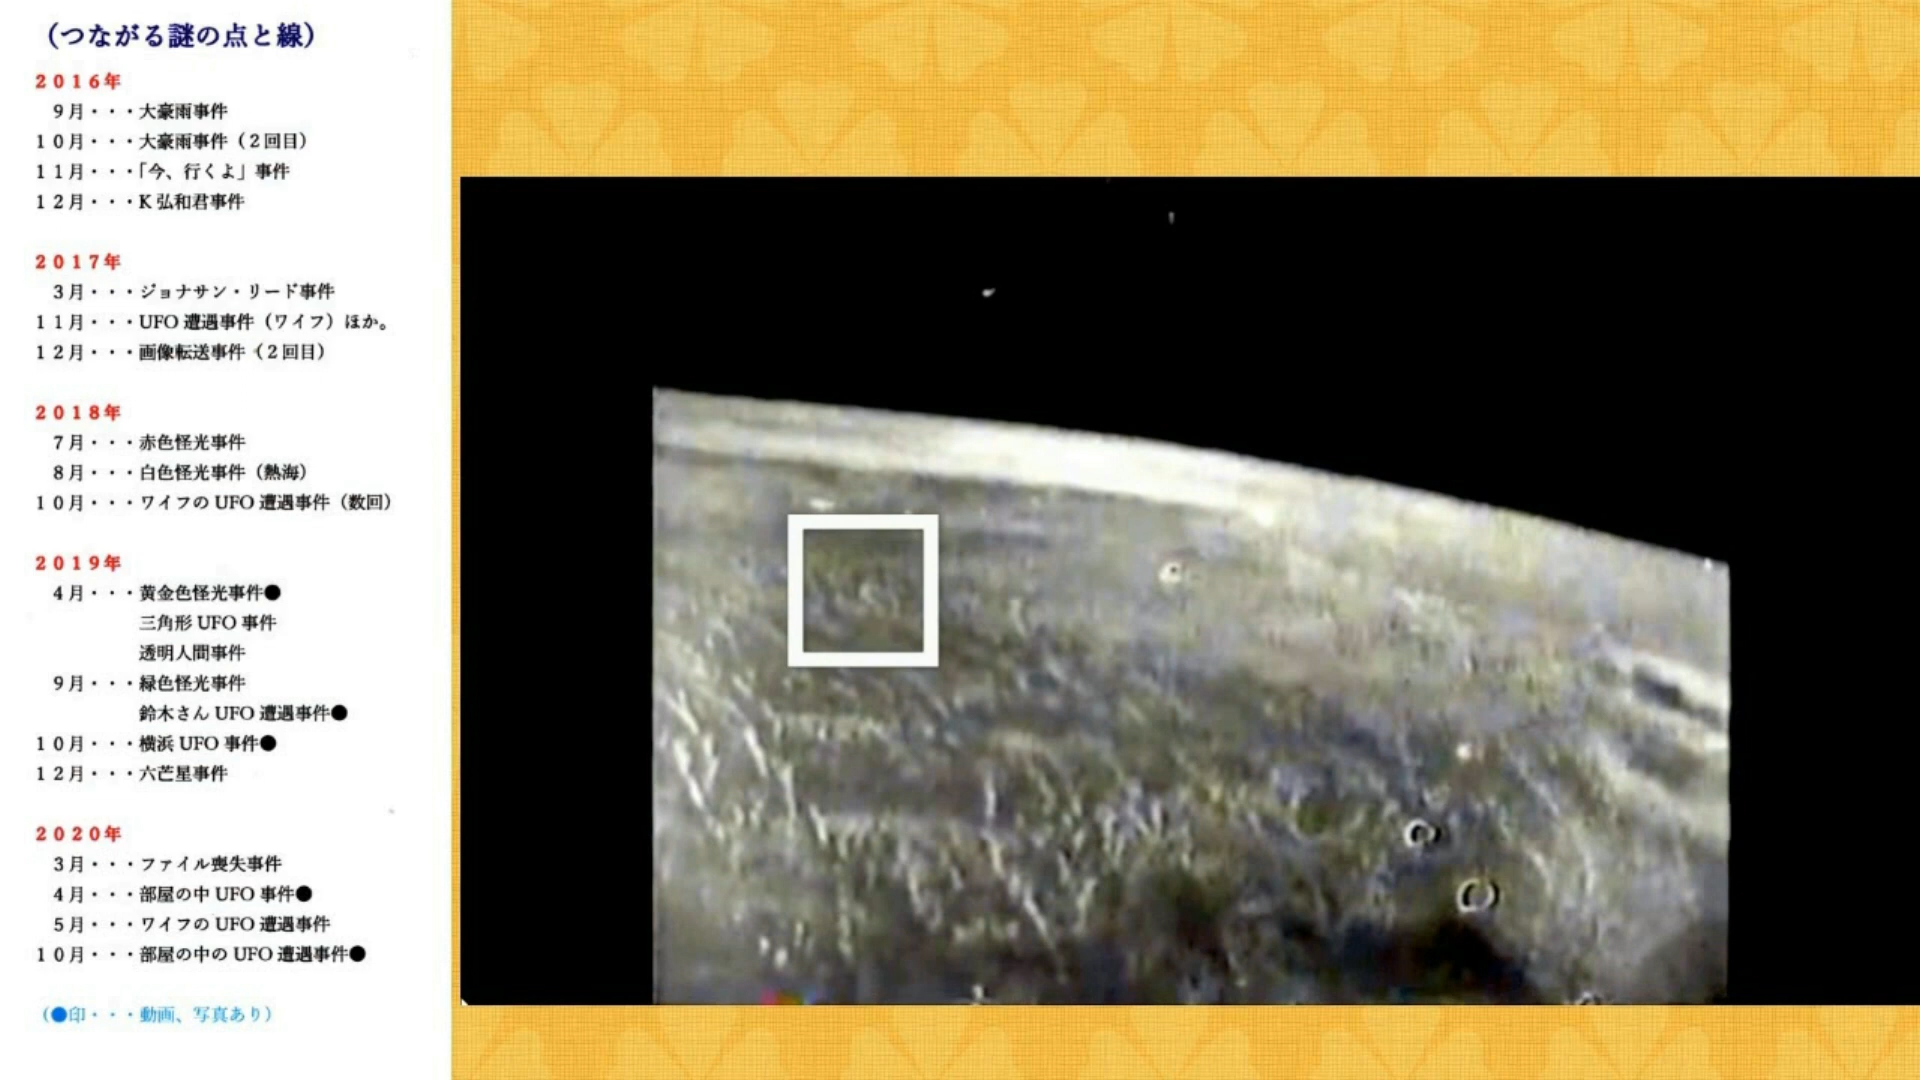 (つながる謎の点と線)
2016年
9月・・・大豪雨事件
10月・・・大豪雨事件(2回目)
11月・・・「今、行くよ」事件
12月・・・K弘和君事件
2017年
3月・・・ジョナサン・リード事件
11月・・・UFO遭遇事件(ワイフ)ほか。
12月・・・画像転送事件(2回目)
2018年
7月・・・赤色怪光事件
8月・・・白色怪光事件(熱海)
10月・・・ワイフのUFO遭遇事件(数回)
2019年
4月・・・黄金色怪光事件●
三角形UFO事件
透明人間事件
9月・・・緑色怪光事件
鈴木さんUFO遭遇事件●
10月・・・横浜UFO事件●
12月・・・六芒星事件
2020年
3月・・・ファイル喪失事件
4月・・・部屋の中UFO事件●
5月・・・ワイフのUFO遭遇事件
10月・・・部屋の中のUFO遭遇事件●
(●印・・・動画、写真あり)